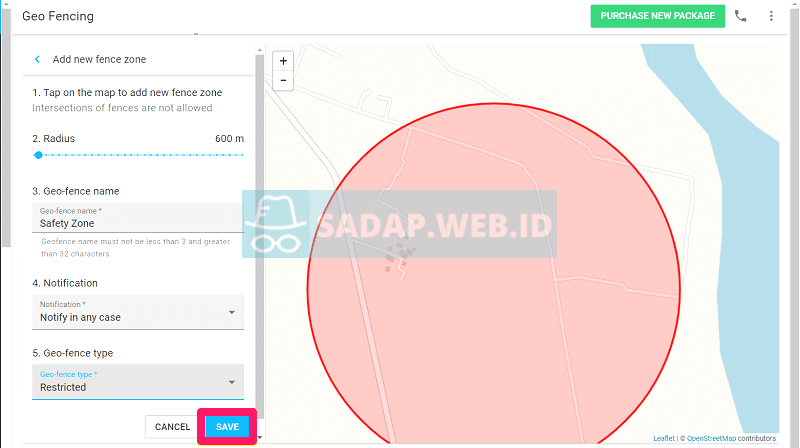 Geo Fencing
PURCHASE NEW PACKAGE
Add new fence zone
1. Tap on the map to add new fence zone
Intersections of fences are not allowed
2. Radius 600 m
3. Geo-fence name
Geo-fence name *
Safety Zone
Geofence name must not be less than 3 and greater
than 32 characters.
4. Notification
Notification *
Notify in any case
5. Geo-fence type
Geo-fence type *
Restricted
CANCEL SAVE
+
−
SADAP.WEB.ID
Leaflet | © OpenStreetMap contributors